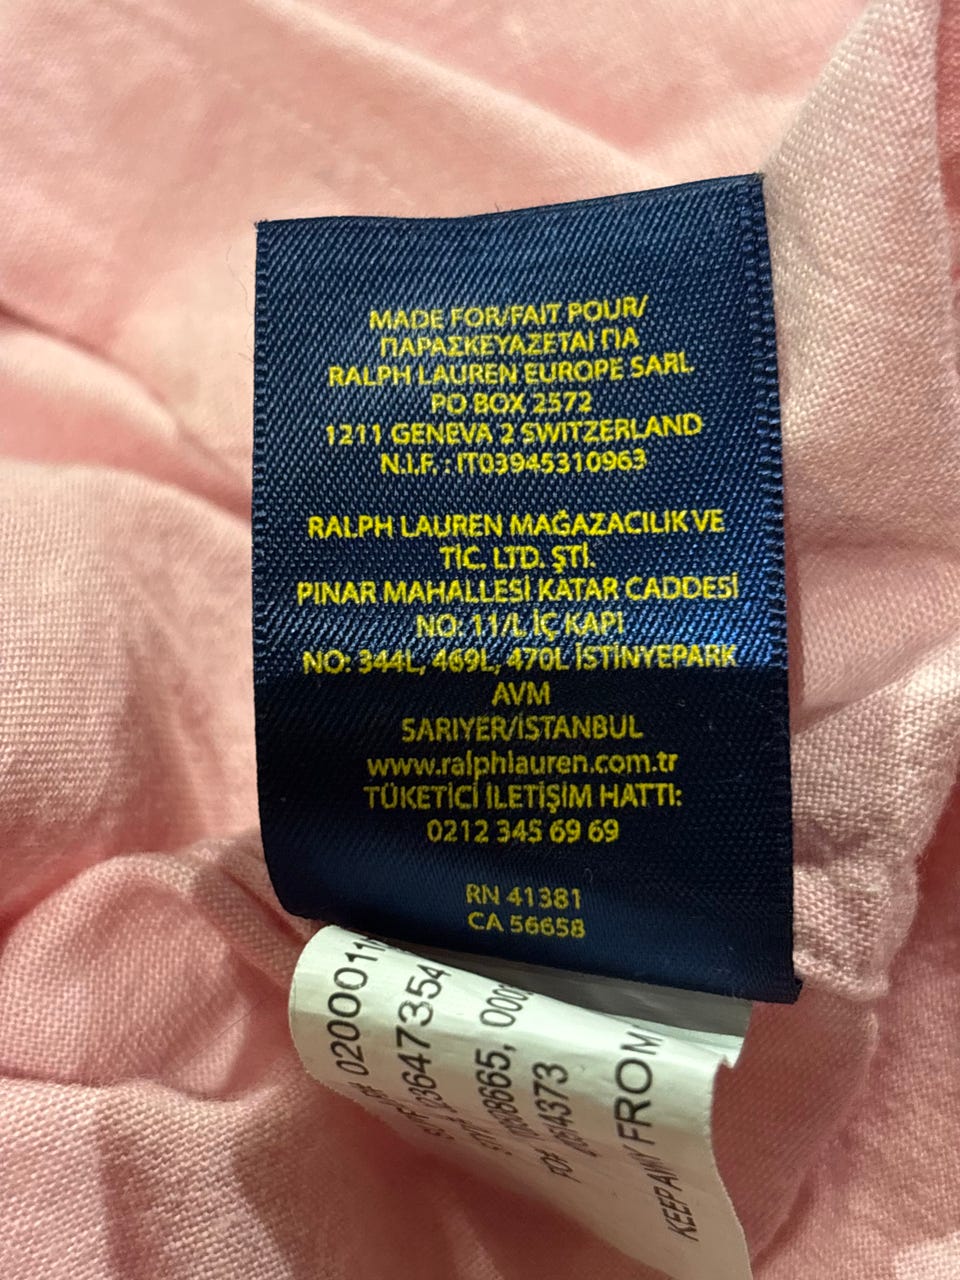 MADE FOR/FAIT POUR/
ΠΑΡΑΣΚΕΥΑΖΕΤΑΙ ΓΙΑ
RALPH LAUREN EUROPE SARL
PO BOX 2572
1211 GENEVA 2 SWITZERLAND
N.I.F. : IT03945310963
RALPH LAUREN MAĞAZACILIK VE
TİC. LTD. ŞTİ.
PINAR MAHALLESİ KATAR CADDESİ
NO: 11/L İÇ KAPI
NO: 344L, 469L, 470L İSTİNYEPARK
AVM
SARIYER/İSTANBUL
www.ralphlauren.com.tr
TÜKETİCİ İLETİŞİM HATTI:
0212 345 69 69
RN 41381
CA 56658
KEEP AWAY FROM